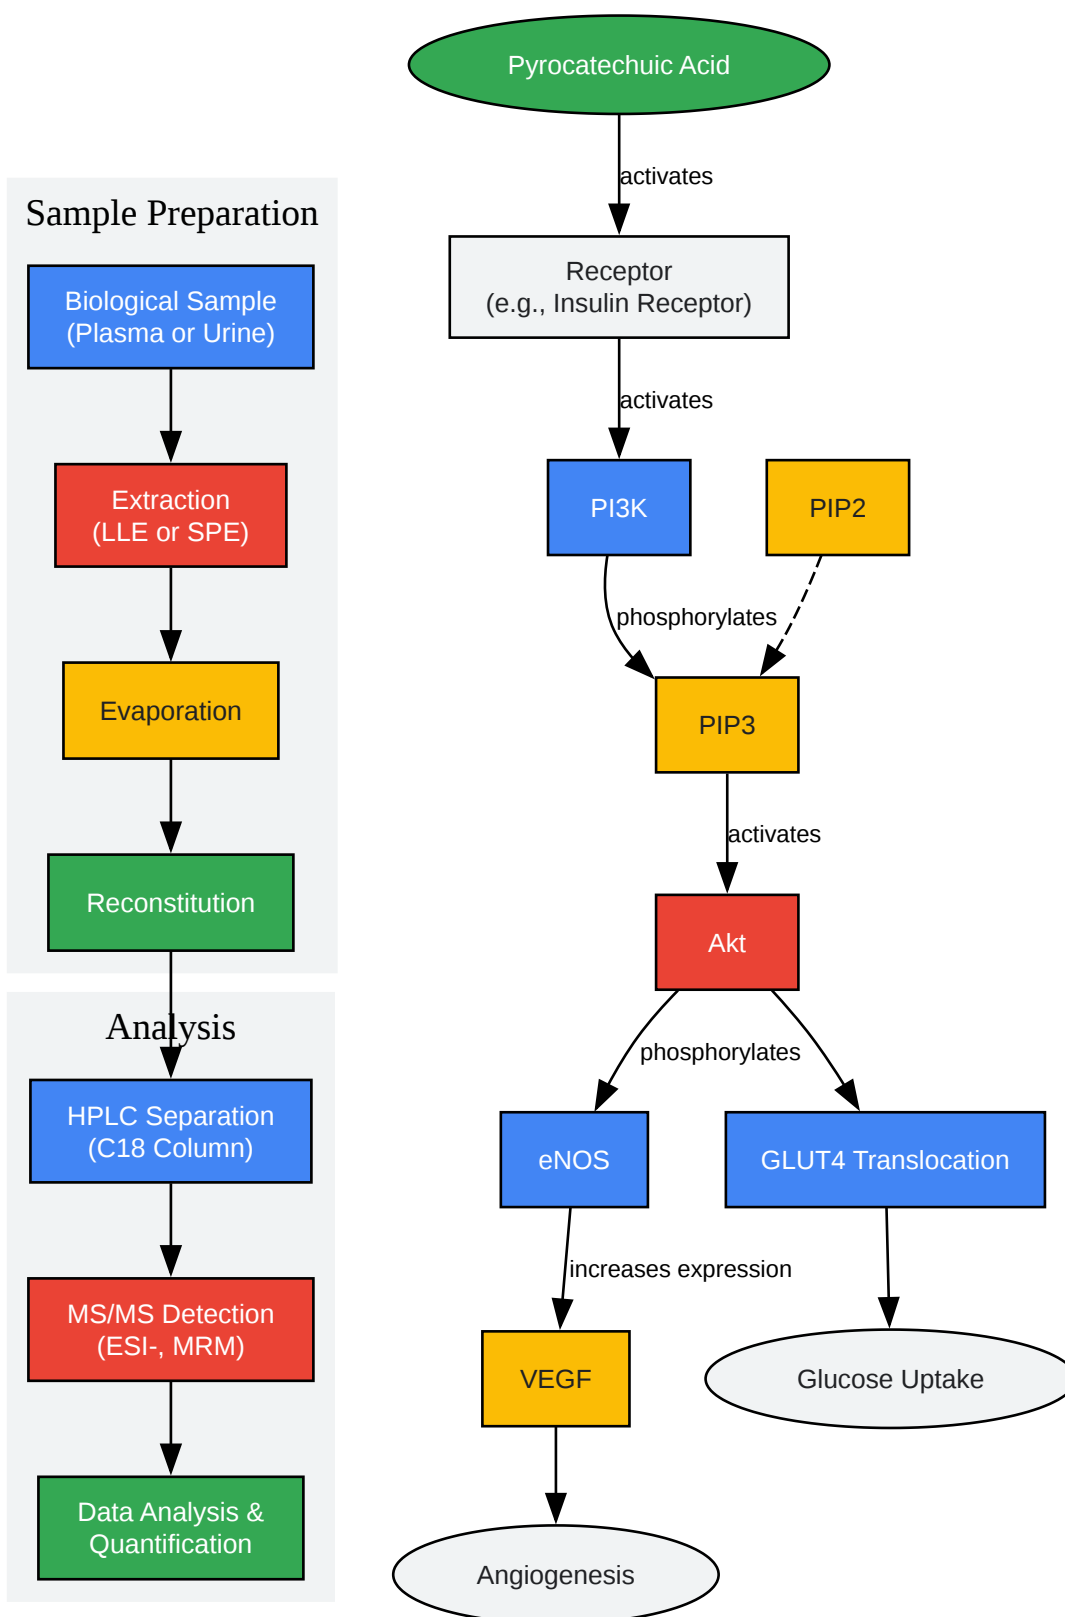 Sample Preparation
Biological Sample
(Plasma or Urine)
Extraction
(LLE or SPE)
Evaporation
Reconstitution
Analysis
HPLC Separation
(C18 Column)
MS/MS Detection
(ESI-, MRM)
Data Analysis &
Quantification
Pyrocatechuic Acid
activates
Receptor
(e.g., Insulin Receptor)
activates
PI3K
PIP2
phosphorylates
PIP3
activates
Akt
phosphorylates
eNOS
GLUT4 Translocation
increases expression
VEGF
Glucose Uptake
Angiogenesis